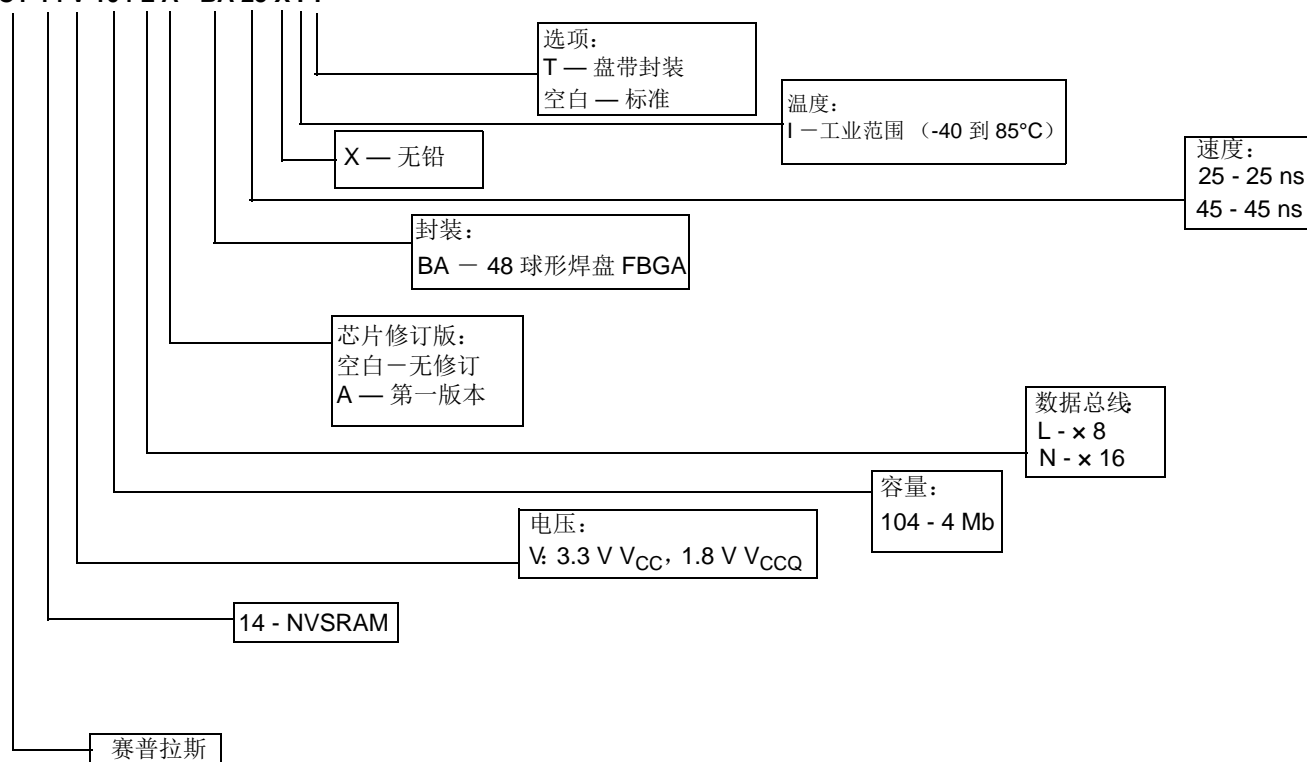 选项：
T — 盘带封装
空白 — 标准
温度：
I －工业范围 （-40 到 85°C）
X — 无铅
速度：
25 - 25 ns
45 - 45 ns
封装：
BA － 48 球形焊盘 FBGA
芯片修订版：
空白－无修订
A — 第一版本
数据总线：
L - × 8
N - × 16
容量：
104 - 4 Mb
电压：
V: 3.3 V VCC，1.8 V VCCQ
14 - NVSRAM
赛普拉斯